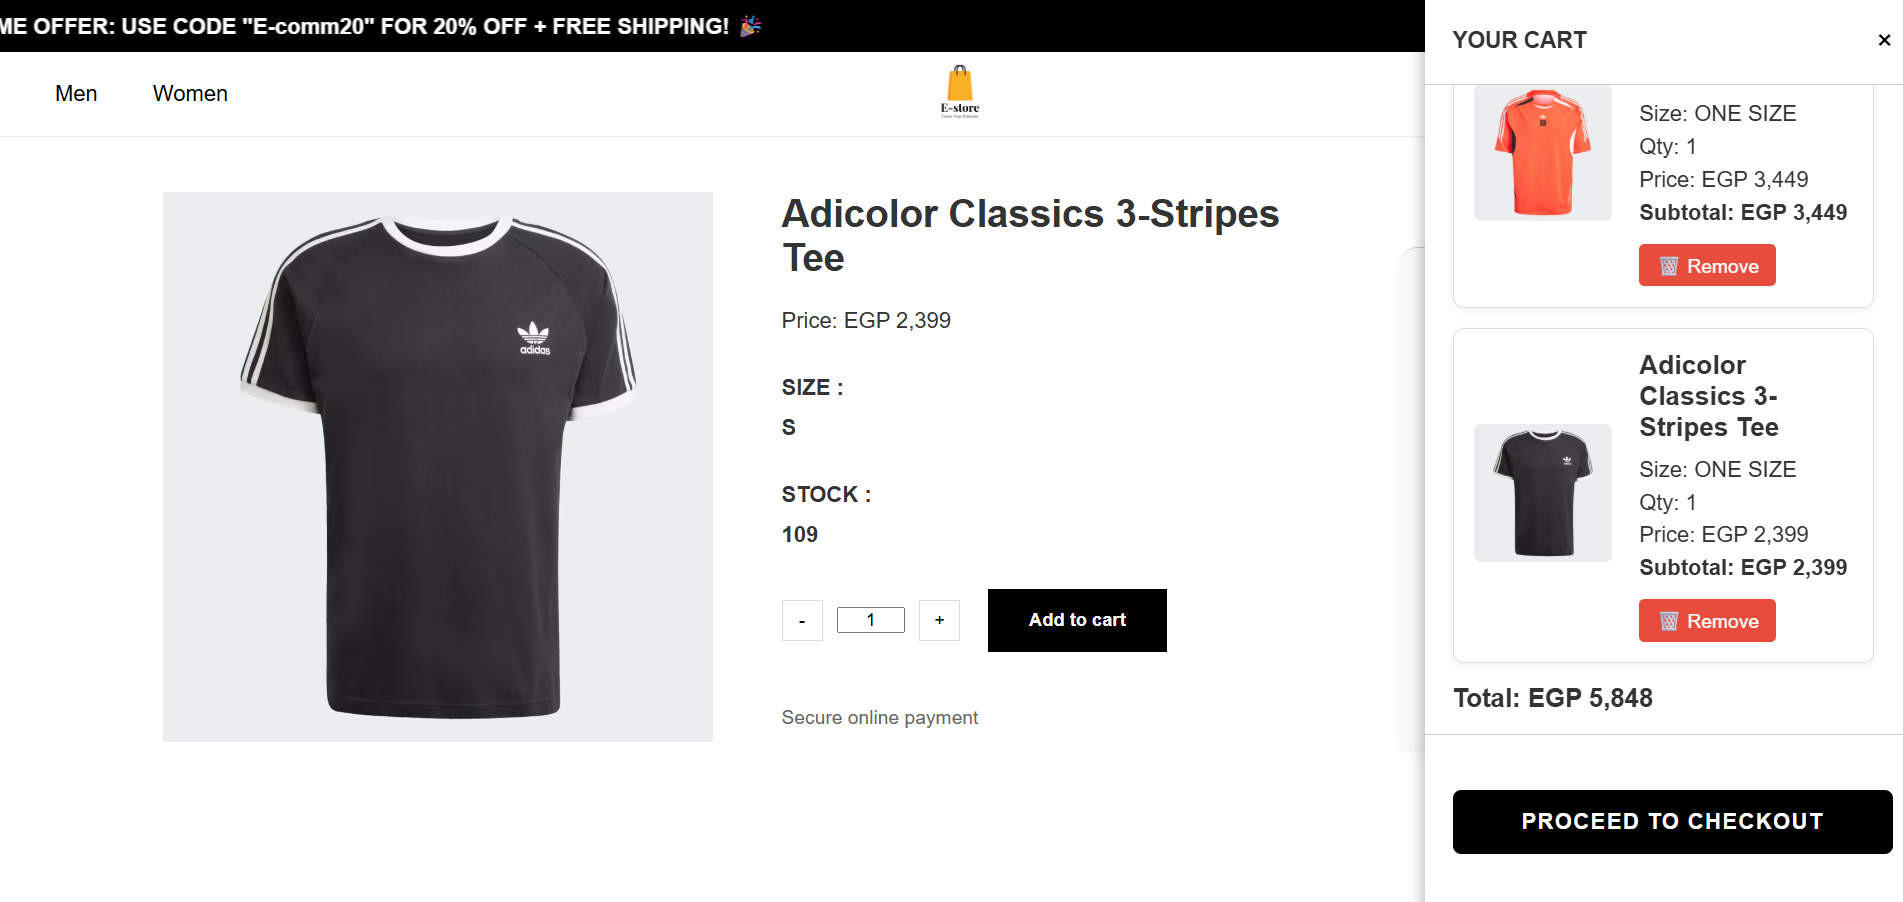 ME OFFER: USE CODE "E-comm20" FOR 20% OFF + FREE SHIPPING! 🎉
Men
Women
E-store
Adicolor Classics 3-Stripes
Tee
Price: EGP 2,399
SIZE :
S
STOCK :
109
-
1
+
Add to cart
Secure online payment
adidas
YOUR CART
×
Size: ONE SIZE
Qty: 1
Price: EGP 3,449
Subtotal: EGP 3,449
🗑️ Remove
Adicolor
Classics 3-
Stripes Tee
Size: ONE SIZE
Qty: 1
Price: EGP 2,399
Subtotal: EGP 2,399
🗑️ Remove
Total: EGP 5,848
PROCEED TO CHECKOUT